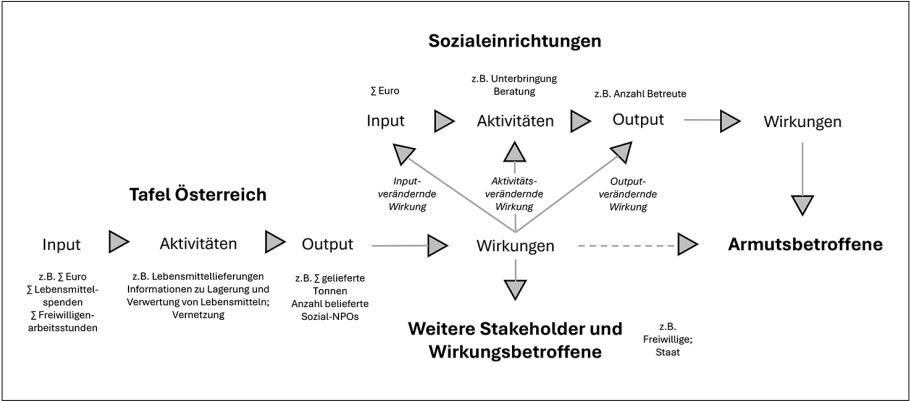 Sozialeinrichtungen
∑ Euro
z.B. Unterbringung
Beratung
z.B. Anzahl Betreute
Input
Aktivitäten
Output
Wirkungen
Input-
verändernde
Wirkung
Aktivitäts-
verändernde
Wirkung
Output-
verändernde
Wirkung
Tafel Österreich
Input
Aktivitäten
Output
Wirkungen
Armutsbetroffene
z.B. ∑ Euro
∑ Lebensmittel-
spenden
∑ Freiwilligen-
arbeitsstunden
z.B. Lebensmittellieferungen
Informationen zu Lagerung und
Verwertung von Lebensmitteln;
Vernetzung
z.B. ∑ gelieferte
Tonnen
Anzahl belieferte
Sozial-NPOs
Weitere Stakeholder und
Wirkungsbetroffene
z.B.
Freiwillige;
Staat